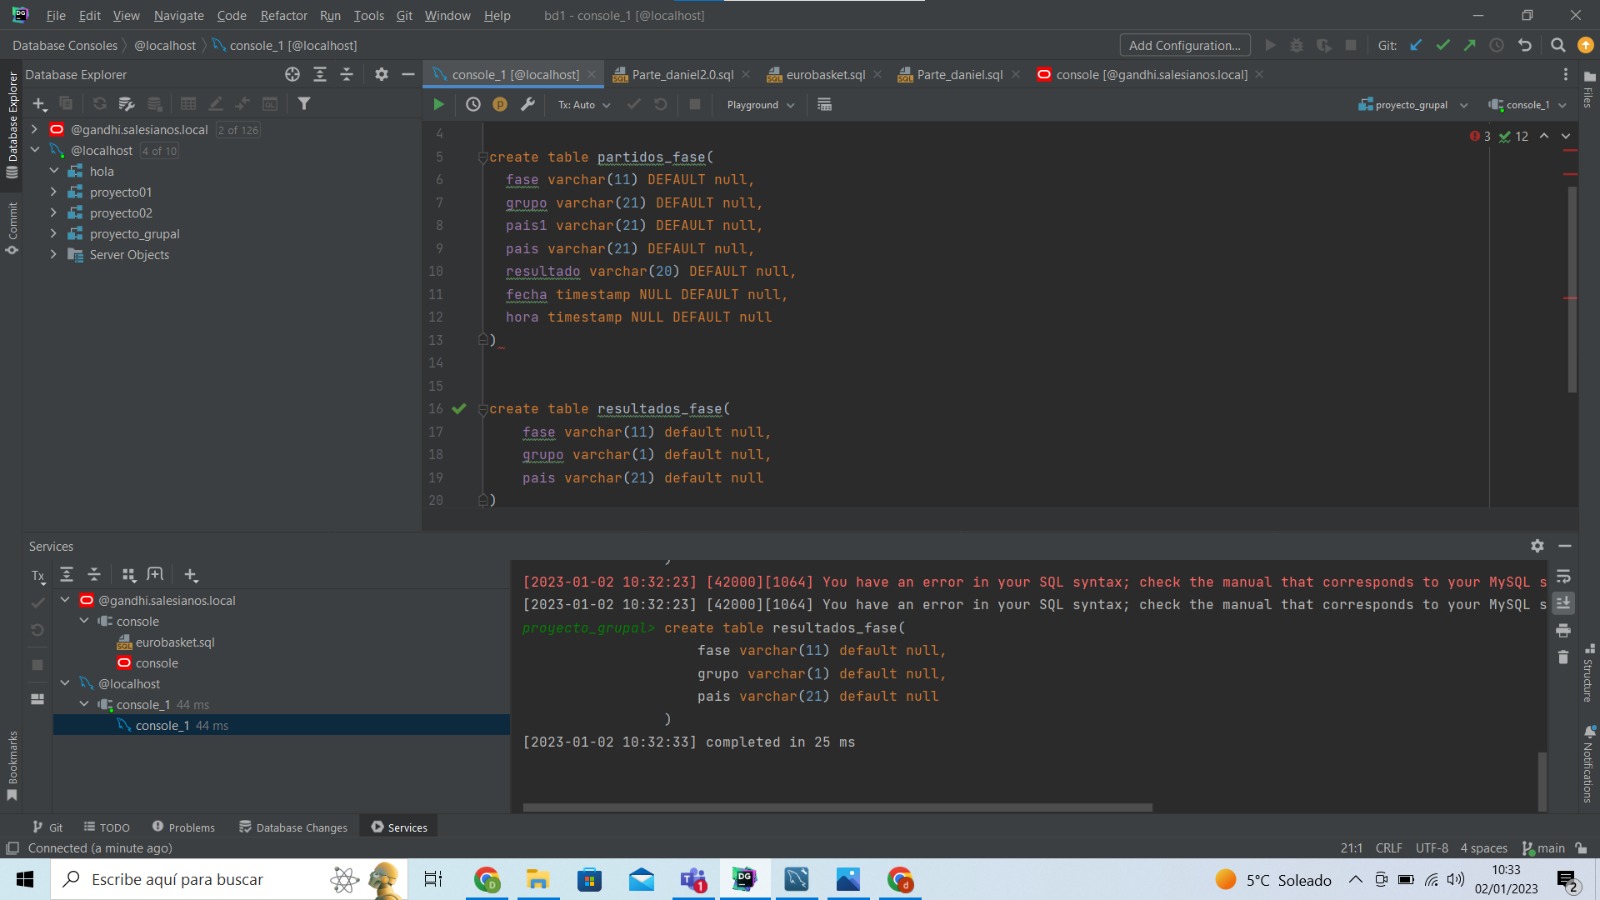 File Edit View Navigate Code Refactor Run Tools Git Window Help bd1 - console_1 [@localhost]
Database Consoles @localhost console_1 [@localhost] Add Configuration... Git:
Database Explorer console_1 [@localhost] Parte_daniel2.0.sql eurobasket.sql Parte_daniel.sql console [@gandhi.salesianos.local]
Tx: Auto Playground proyecto_grupal console_1
Database Explorer
Commit
Bookmarks
Files
Structure
Notifications
@gandhi.salesianos.local 2 of 126
@localhost 4 of 10
hola
proyecto01
proyecto02
proyecto_grupal
Server Objects
3 12
4
5 create table partidos_fase(
6 fase varchar(11) DEFAULT null,
7 grupo varchar(21) DEFAULT null,
8 pais1 varchar(21) DEFAULT null,
9 pais varchar(21) DEFAULT null,
10 resultado varchar(20) DEFAULT null,
11 fecha timestamp NULL DEFAULT null,
12 hora timestamp NULL DEFAULT null
13 )
14
15
16 create table resultados_fase(
17 fase varchar(11) default null,
18 grupo varchar(1) default null,
19 pais varchar(21) default null
20 )
Services
Tx
@gandhi.salesianos.local
console
eurobasket.sql
console
@localhost
console_1 44 ms
console_1 44 ms
)
[2023-01-02 10:32:23] [42000][1064] You have an error in your SQL syntax; check the manual that corresponds to your MySQL s
[2023-01-02 10:32:23] [42000][1064] You have an error in your SQL syntax; check the manual that corresponds to your MySQL s
proyecto_grupal> create table resultados_fase(
fase varchar(11) default null,
grupo varchar(1) default null,
pais varchar(21) default null
)
[2023-01-02 10:32:33] completed in 25 ms
Git TODO Problems Database Changes Services
Connected (a minute ago) 21:1 CRLF UTF-8 4 spaces main
Escribe aquí para buscar 1 5°C Soleado 10:33
02/01/2023 2